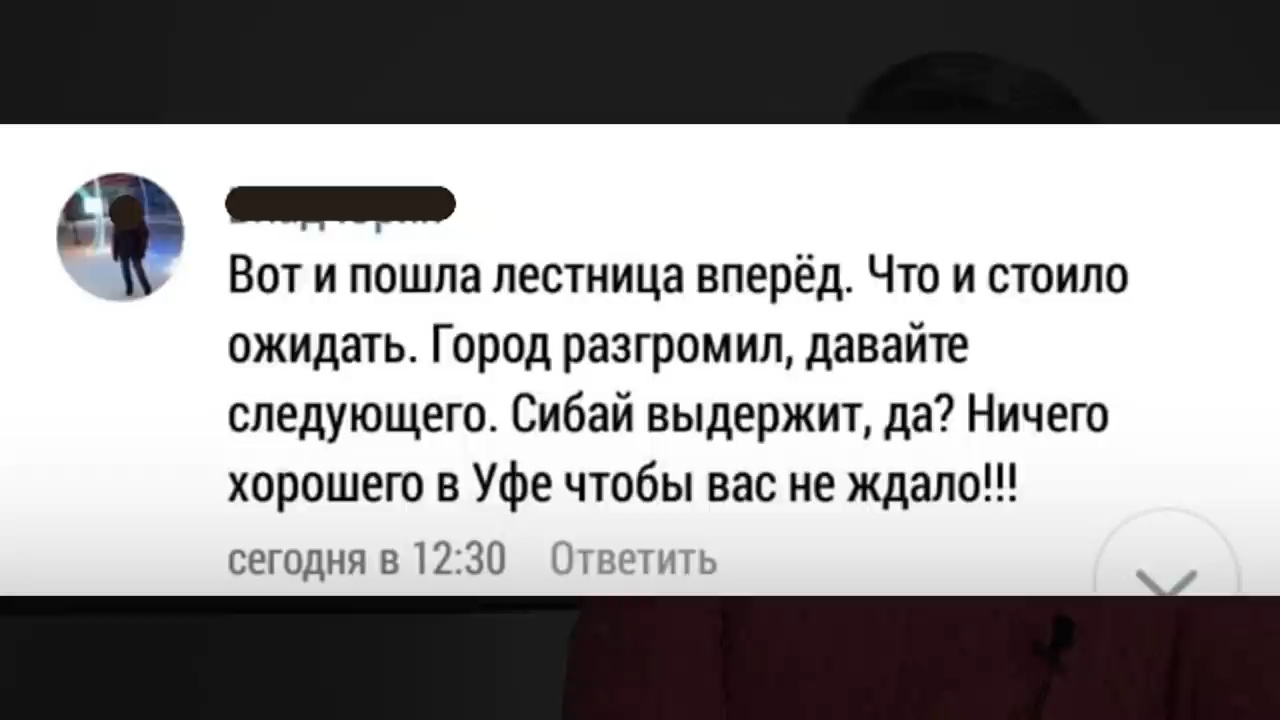 Вот и пошла лестница вперёд. Что и стоило
ожидать. Город разгромил, давайте
следующего. Сибай выдержит, да? Ничего
хорошего в Уфе чтобы вас не ждало!!!
сегодня в 12:30 Ответить